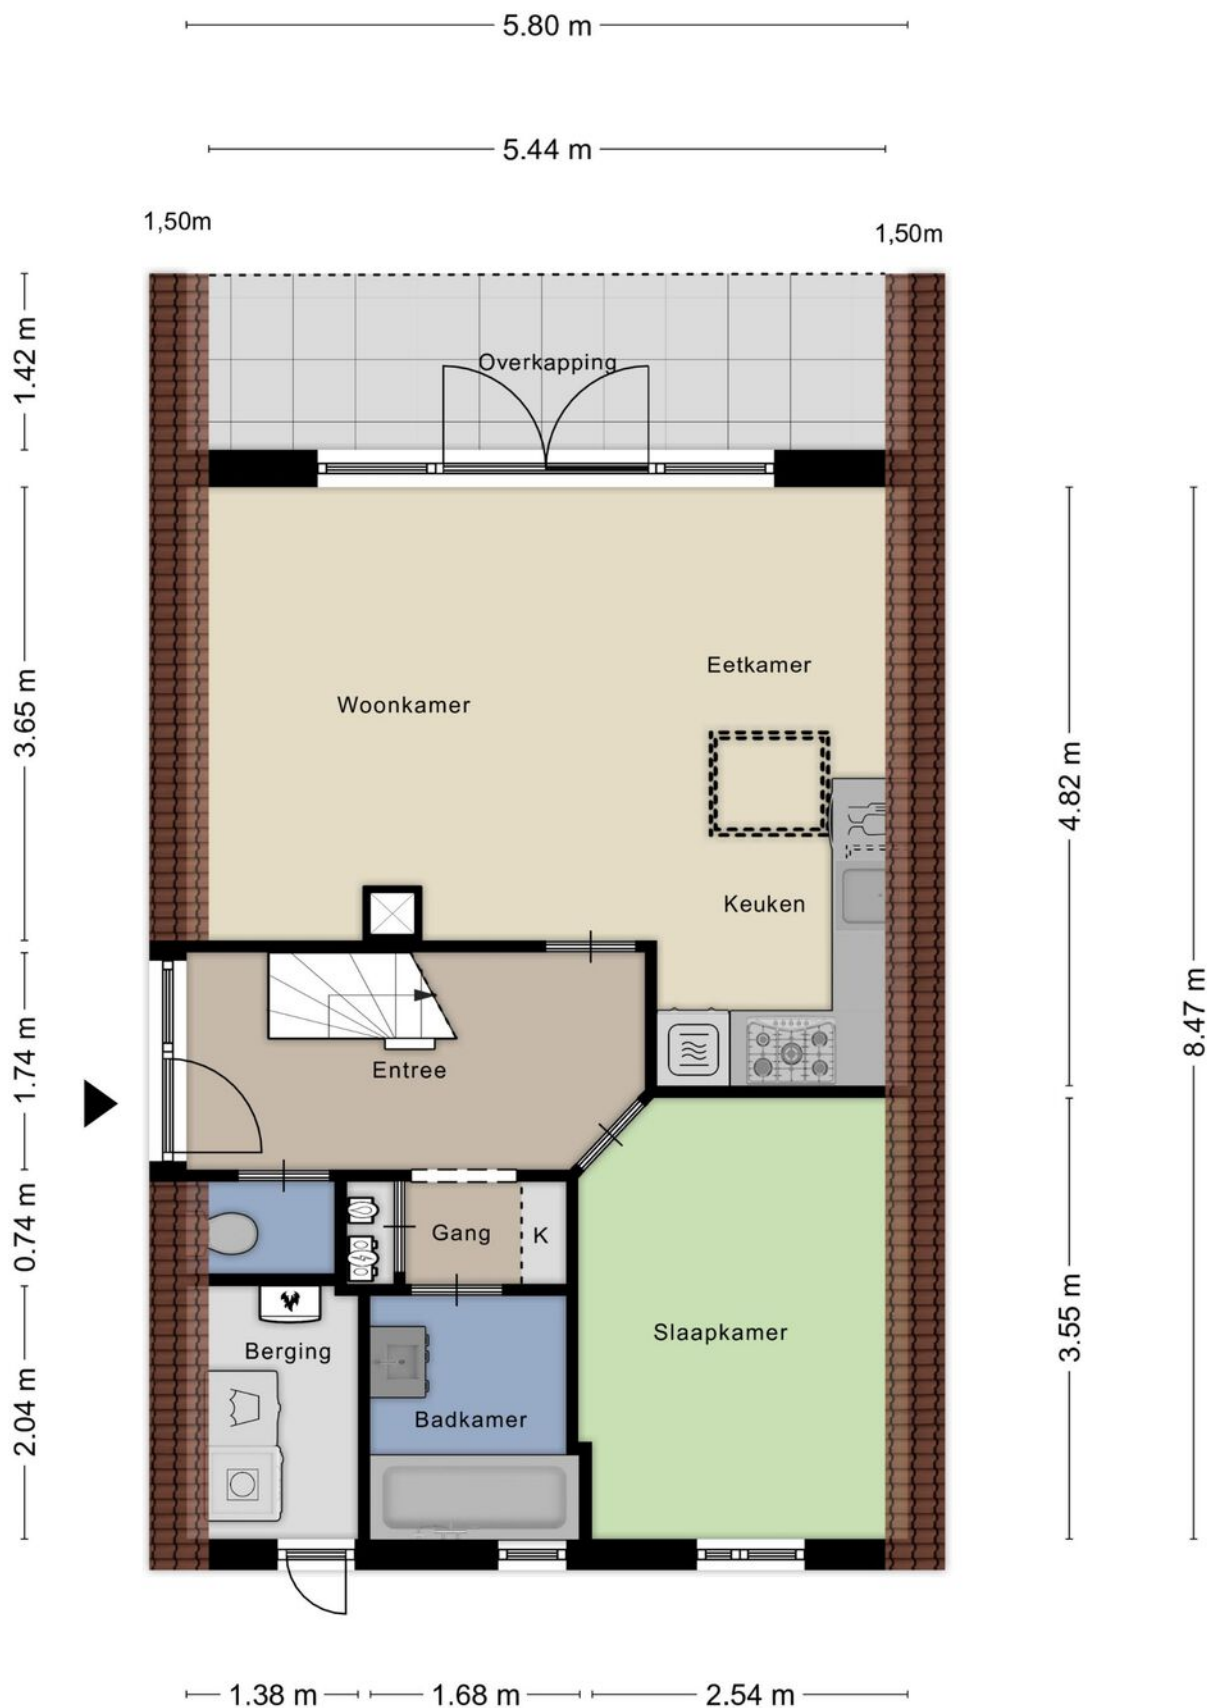 5.80 m
5.44 m
1,50m
1,50m
1.42 m
Overkapping
3.65 m
Eetkamer
Woonkamer
4.82 m
Keuken
8.47 m
1.74 m
Entree
0.74 m
Gang
K
Slaapkamer
3.55 m
Berging
2.04 m
Badkamer
1.38 m
1.68 m
2.54 m